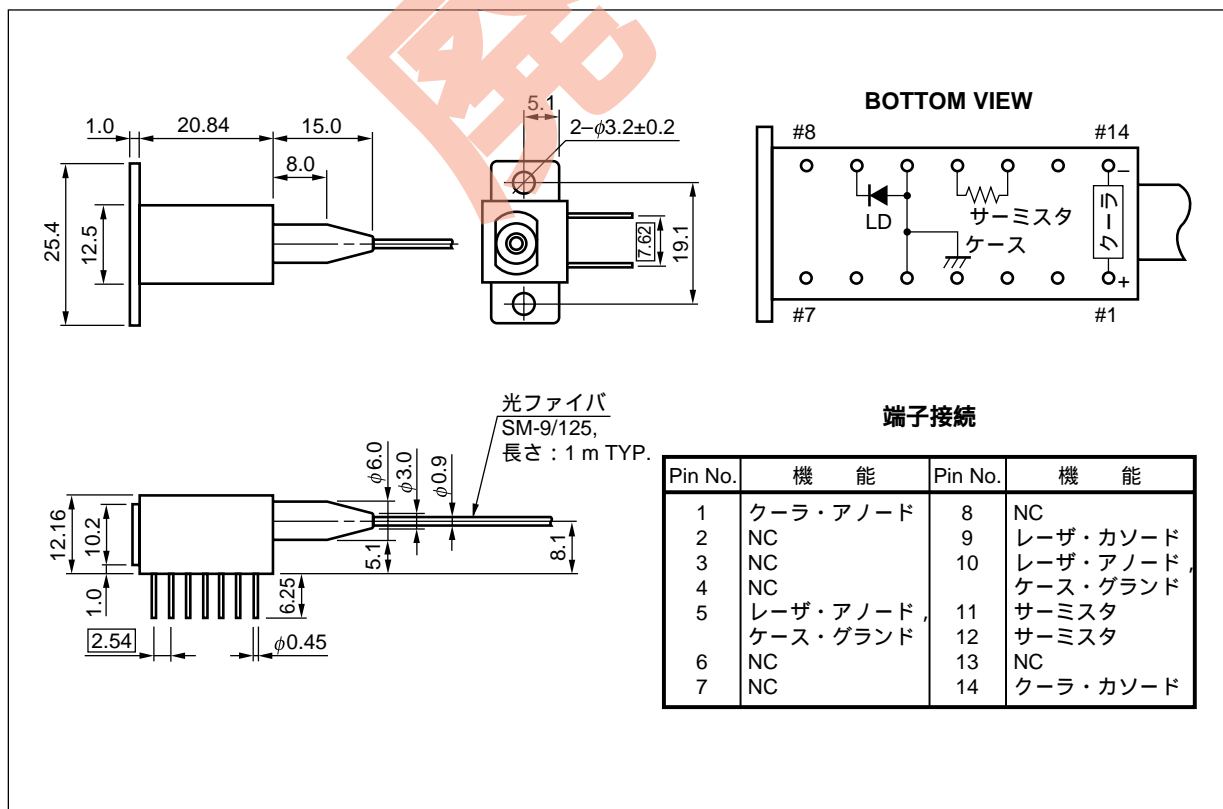 1.0
20.84
15.0
8.0
25.4
12.5
5.1
2–φ3.2±0.2
7.62
19.1
BOTTOM VIEW
#8
#14
–
LD
サーミスタ
ケース
クーラ
+
#7
#1
光ファイバ
SM-9/125,
長さ：1 m TYP.
φ6.0
φ3.0
φ0.9
12.16
10.2
1.0
5.1
8.1
6.25
2.54
φ0.45
端子接続
Pin No. 機 能 Pin No. 機 能
1 クーラ・アノード 8 NC
2 NC 9 レーザ・カソード
3 NC 10 レーザ・アノード，
4 NC ケース・グランド
5 レーザ・アノード， 11 サーミスタ
ケース・グランド 12 サーミスタ
6 NC 13 NC
7 NC 14 クーラ・カソード